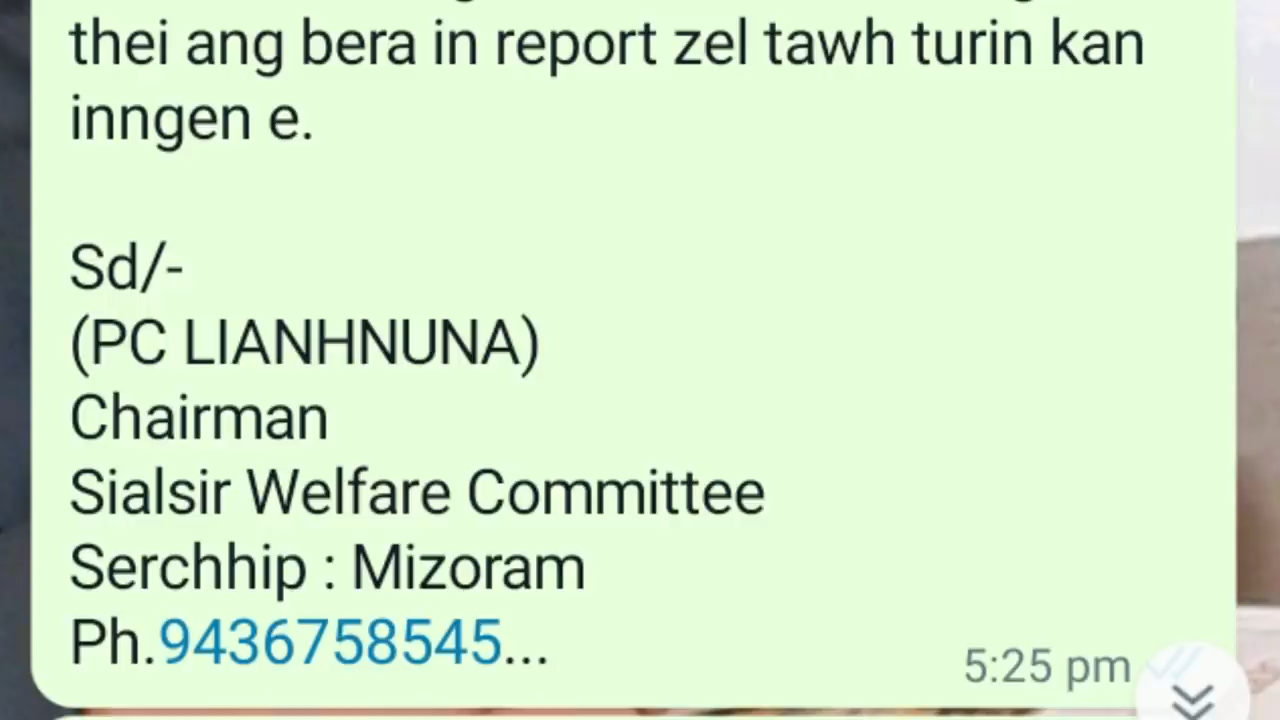 thei ang bera in report zel tawh turin kan
inngen e.
Sd/-
(PC LIANHNUNA)
Chairman
Sialsir Welfare Committee
Serchhip : Mizoram
Ph.9436758545...
5:25 pm